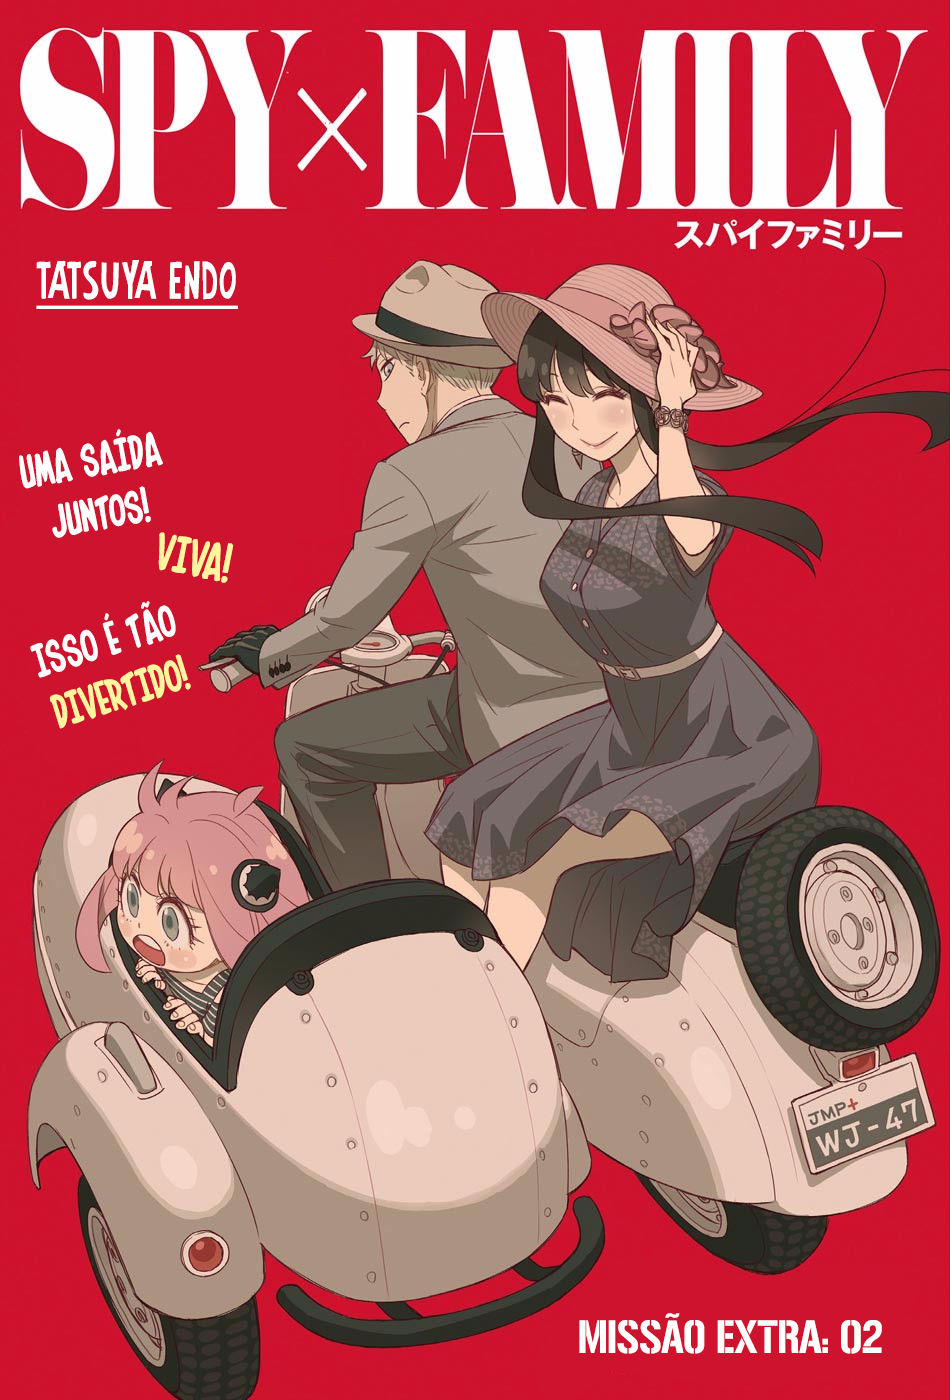 SPY×FAMILY
スパイファミリー
TATSUYA ENDO
UMA SAÍDA
JUNTOS!
VIVA!
ISSO É TÃO
DIVERTIDO!
JMP+
WJ-47
MISSÃO EXTRA: 02